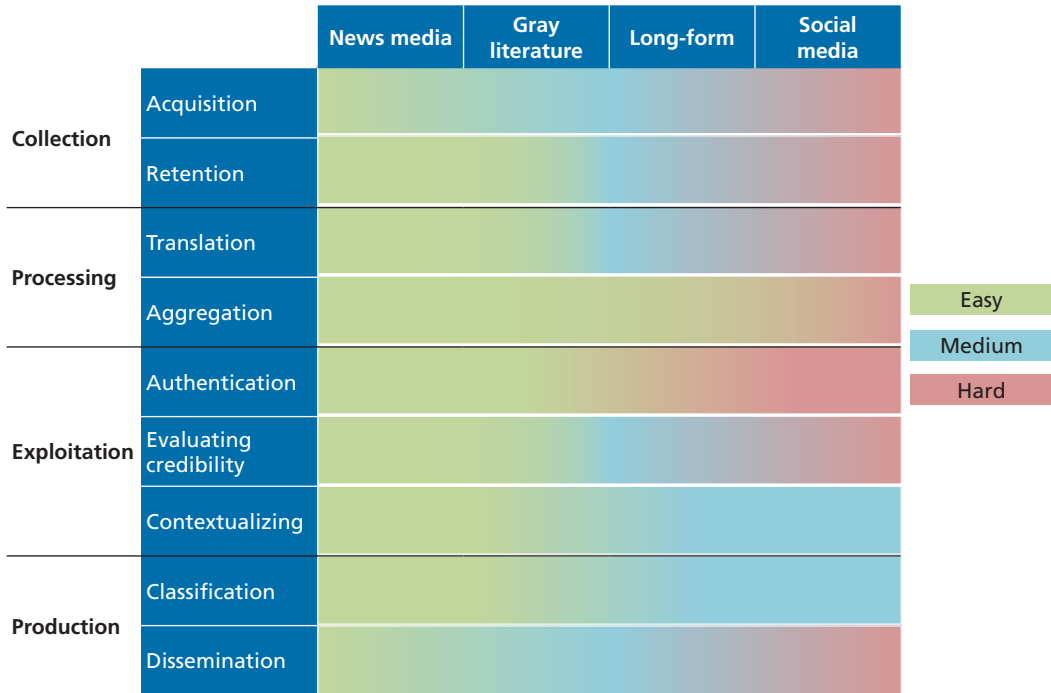 News media
Gray
literature
Long-form
Social
media
Collection
Acquisition
Retention
Processing
Translation
Aggregation
Exploitation
Authentication
Evaluating
credibility
Contextualizing
Production
Classification
Dissemination
Easy
Medium
Hard